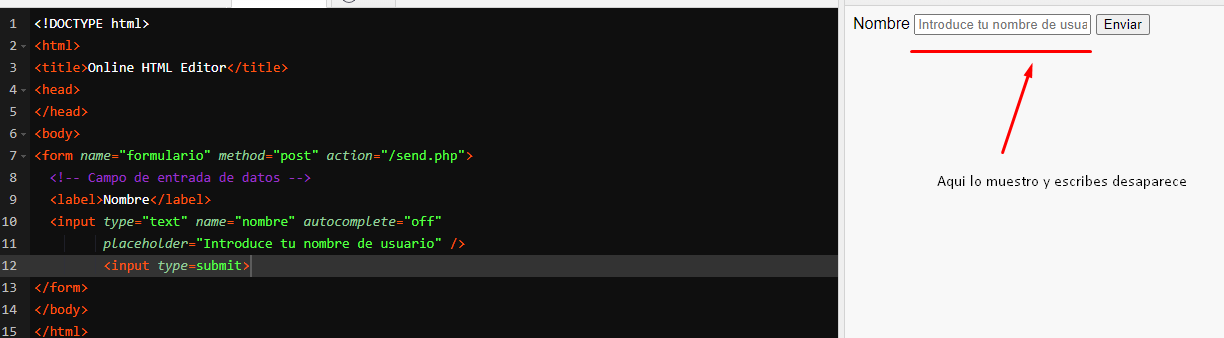 1 <!DOCTYPE html>
2 <html>
3 <title>Online HTML Editor</title>
4 <head>
5 </head>
6 <body>
7 <form name="formulario" method="post" action="/send.php">
8 <!-- Campo de entrada de datos -->
9 <label>Nombre</label>
10 <input type="text" name="nombre" autocomplete="off"
11 placeholder="Introduce tu nombre de usuario" />
12 <input type=submit>
13 </form>
14 </body>
15 </html>
Nombre Introduce tu nombre de usua Enviar
Aqui lo muestro y escribes desaparece